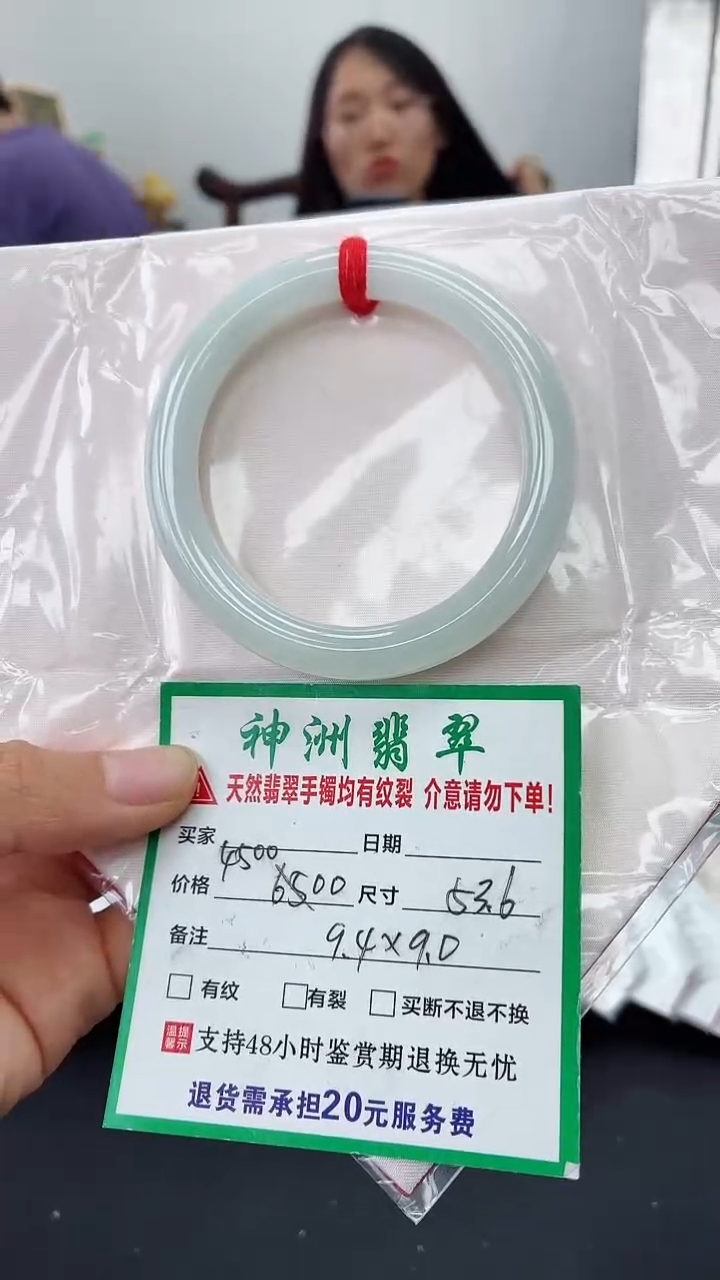 神洲翡翠
天然翡翠手镯均有纹裂 介意请勿下单!
买家 日期
4500
价格 6500 尺寸 53.6
备注 9.4×9.0
有纹 有裂 买断不退不换
温馨提示 支持48小时鉴赏期退换无忧
退货需承担20元服务费